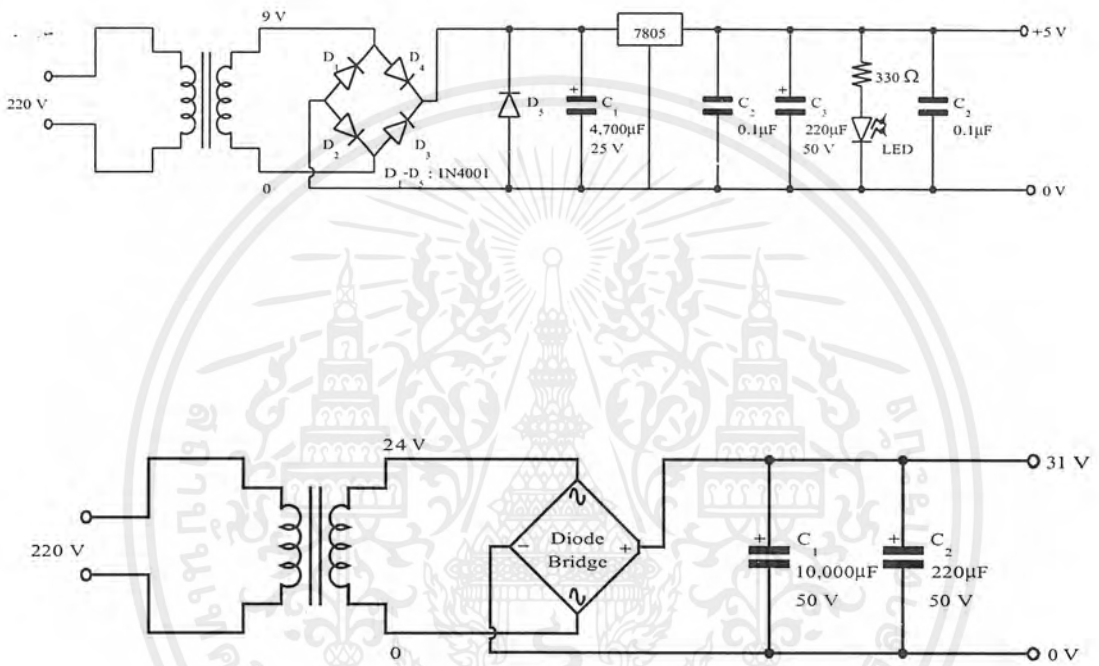 9 V
220 V
0
D1
D4
D2
D3
D1-D5 : 1N4001
D5
+
C1
4,700μF
25 V
7805
C2
0.1μF
+
C3
220μF
50 V
330 Ω
LED
C2
0.1μF
+5 V
0 V
24 V
220 V
0
Diode
Bridge
-
+
+
C1
10,000μF
50 V
+
C2
220μF
50 V
31 V
0 V